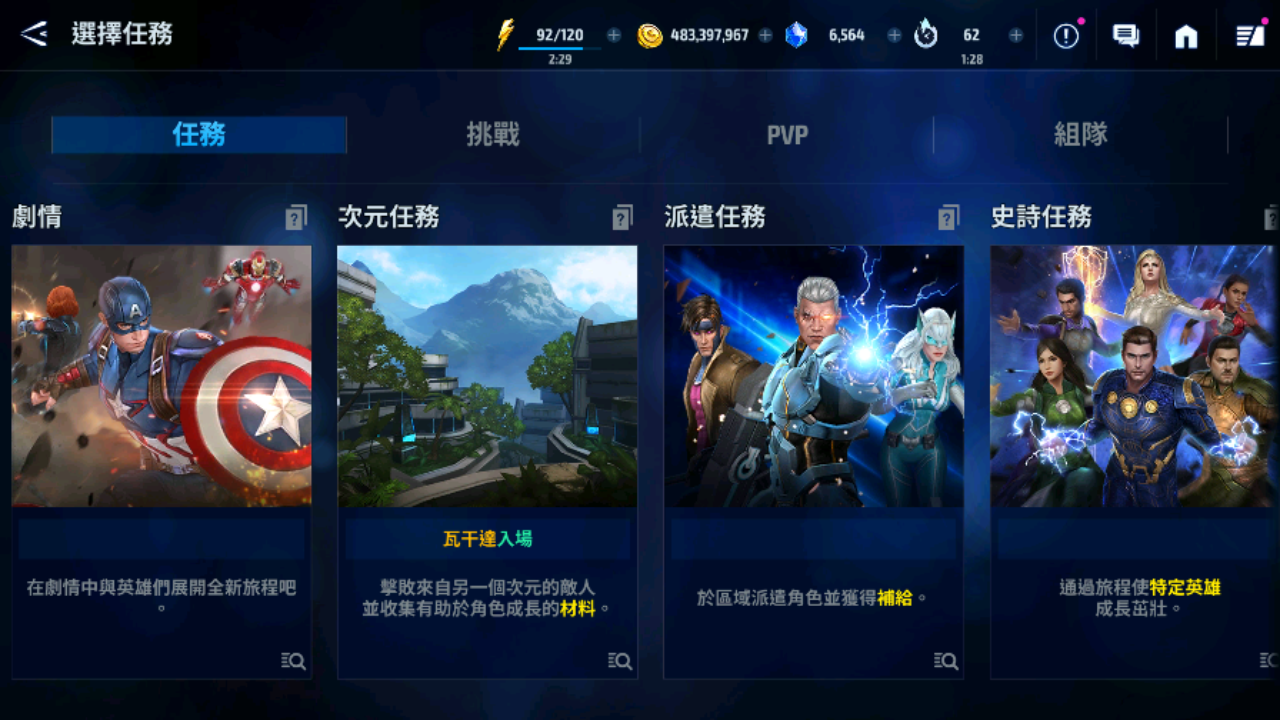 選擇任務
92/120
2:29
483,397,967
6,564
62
1:28
任務
挑戰
PVP
組隊
劇情
次元任務
派遣任務
史詩任務
瓦干達入場
在劇情中與英雄們展開全新旅程吧
。
擊敗來自另一個次元的敵人
並收集有助於角色成長的材料。
於區域派遣角色並獲得補給。
通過旅程使特定英雄
成長茁壯。